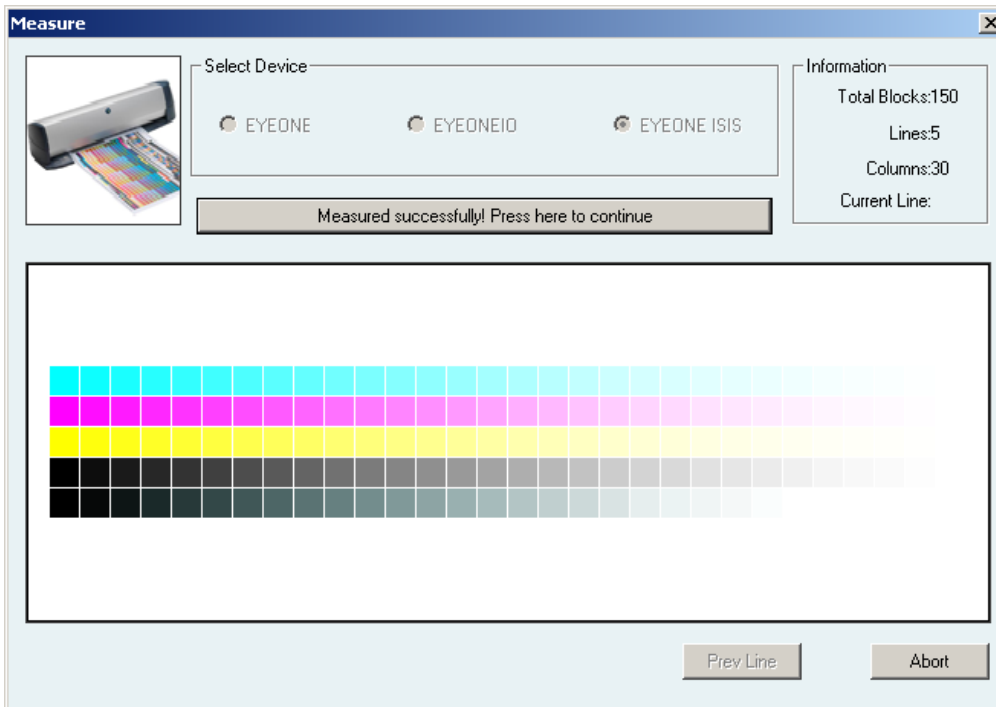 Measure
Select Device
EYEONE
EYEONEIO
EYEONE ISIS
Measured successfully! Press here to continue
Information
Total Blocks:150
Lines:5
Columns:30
Current Line:
Prev Line
Abort